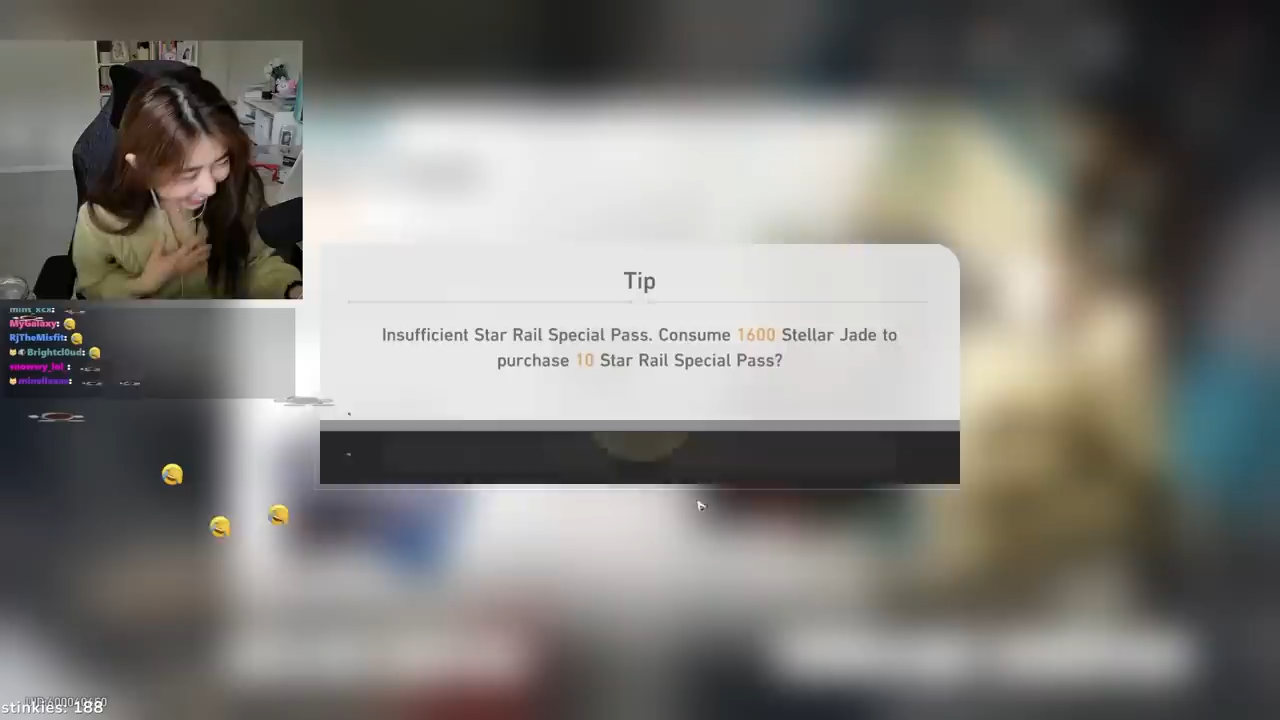 MyGalaxy:
RjTheMisfit:
Brightcl0ud:
Tip
Insufficient Star Rail Special Pass. Consume 1600 Stellar Jade to
purchase 10 Star Rail Special Pass?
stinkies: 188